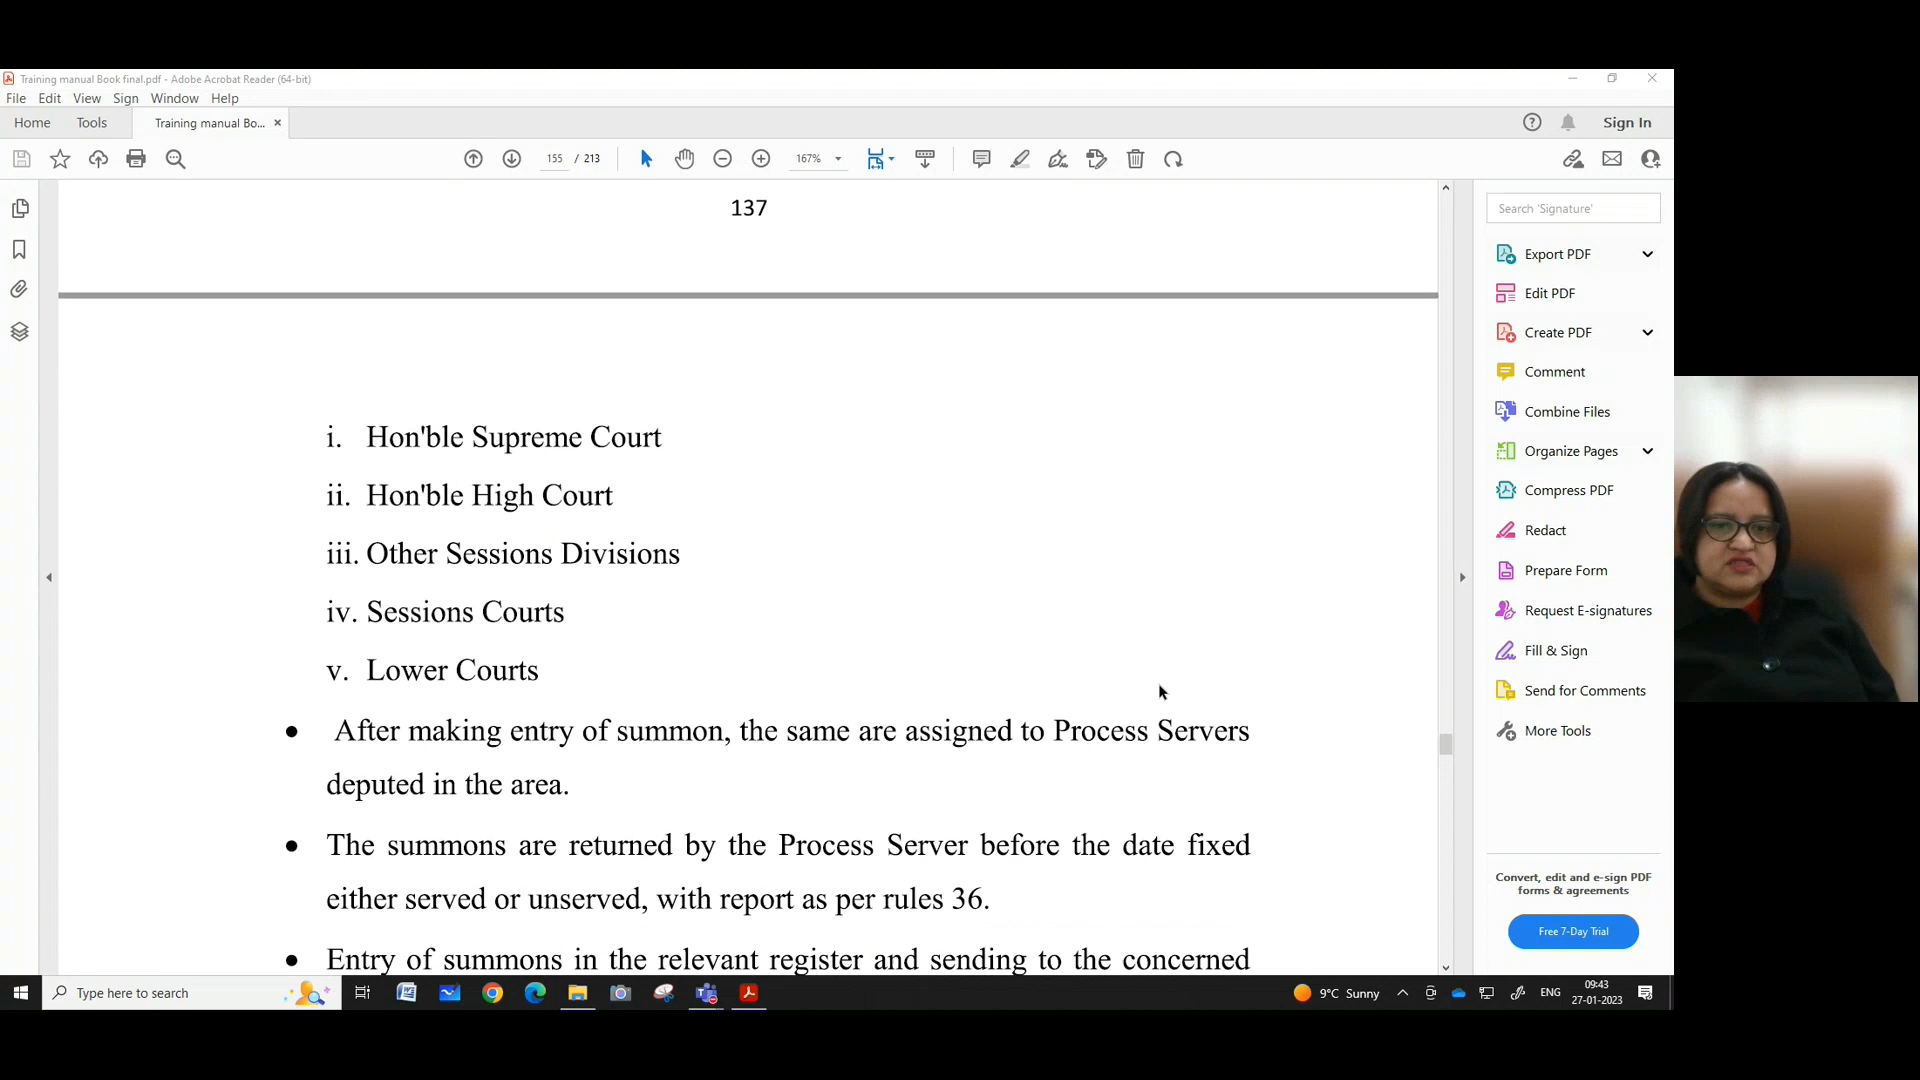 Training manual Book final.pdf - Adobe Acrobat Reader (64-bit)
File Edit View Sign Window Help
Home Tools Training manual Bo... × Sign In
155 / 213 167%
137
Search 'Signature'
Export PDF
Edit PDF
Create PDF
Comment
Combine Files
Organize Pages
Compress PDF
Redact
Prepare Form
Request E-signatures
Fill & Sign
Send for Comments
More Tools
Convert, edit and e-sign PDF
forms & agreements
Free 7-Day Trial
i. Hon'ble Supreme Court
ii. Hon'ble High Court
iii. Other Sessions Divisions
iv. Sessions Courts
v. Lower Courts
• After making entry of summon, the same are assigned to Process Servers
deputed in the area.
• The summons are returned by the Process Server before the date fixed
either served or unserved, with report as per rules 36.
• Entry of summons in the relevant register and sending to the concerned
Type here to search
9°C Sunny
ENG
09:43
27-01-2023